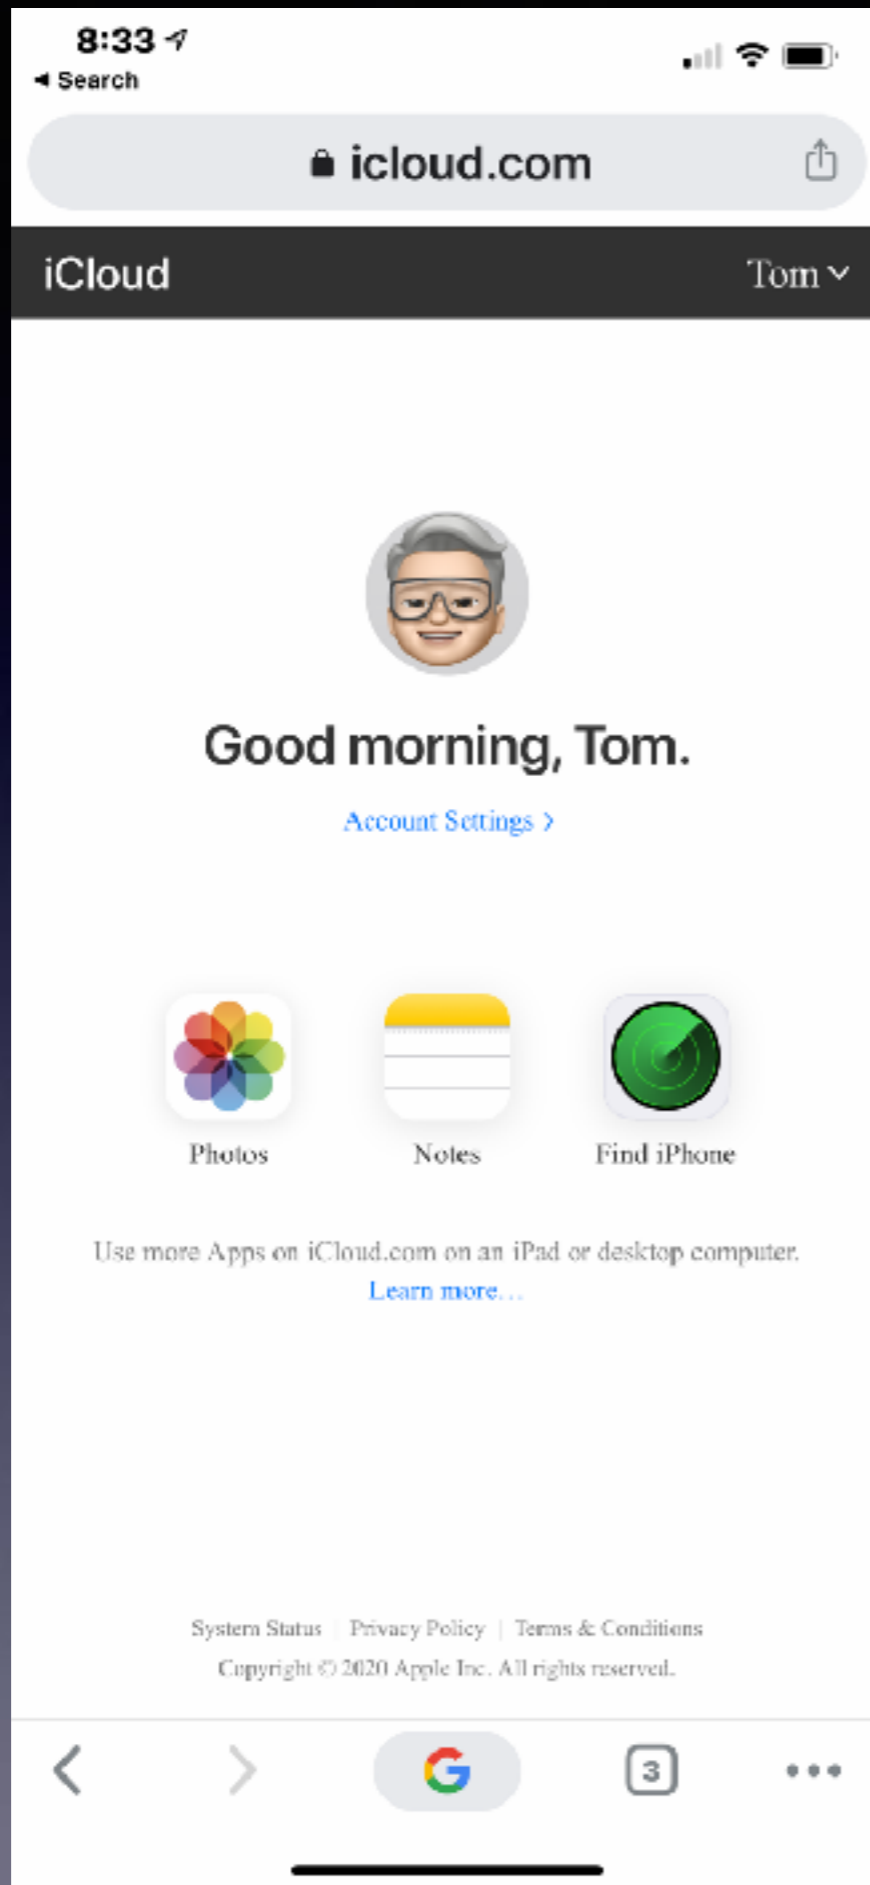 8:33
Search
icloud.com
iCloud
Tom
Good morning, Tom.
Account Settings >
Photos
Notes
Find iPhone
Use more Apps on iCloud.com on an iPad or desktop computer.
Learn more...
System Status | Privacy Policy | Terms & Conditions
Copyright © 2020 Apple Inc. All rights reserved.
G
3